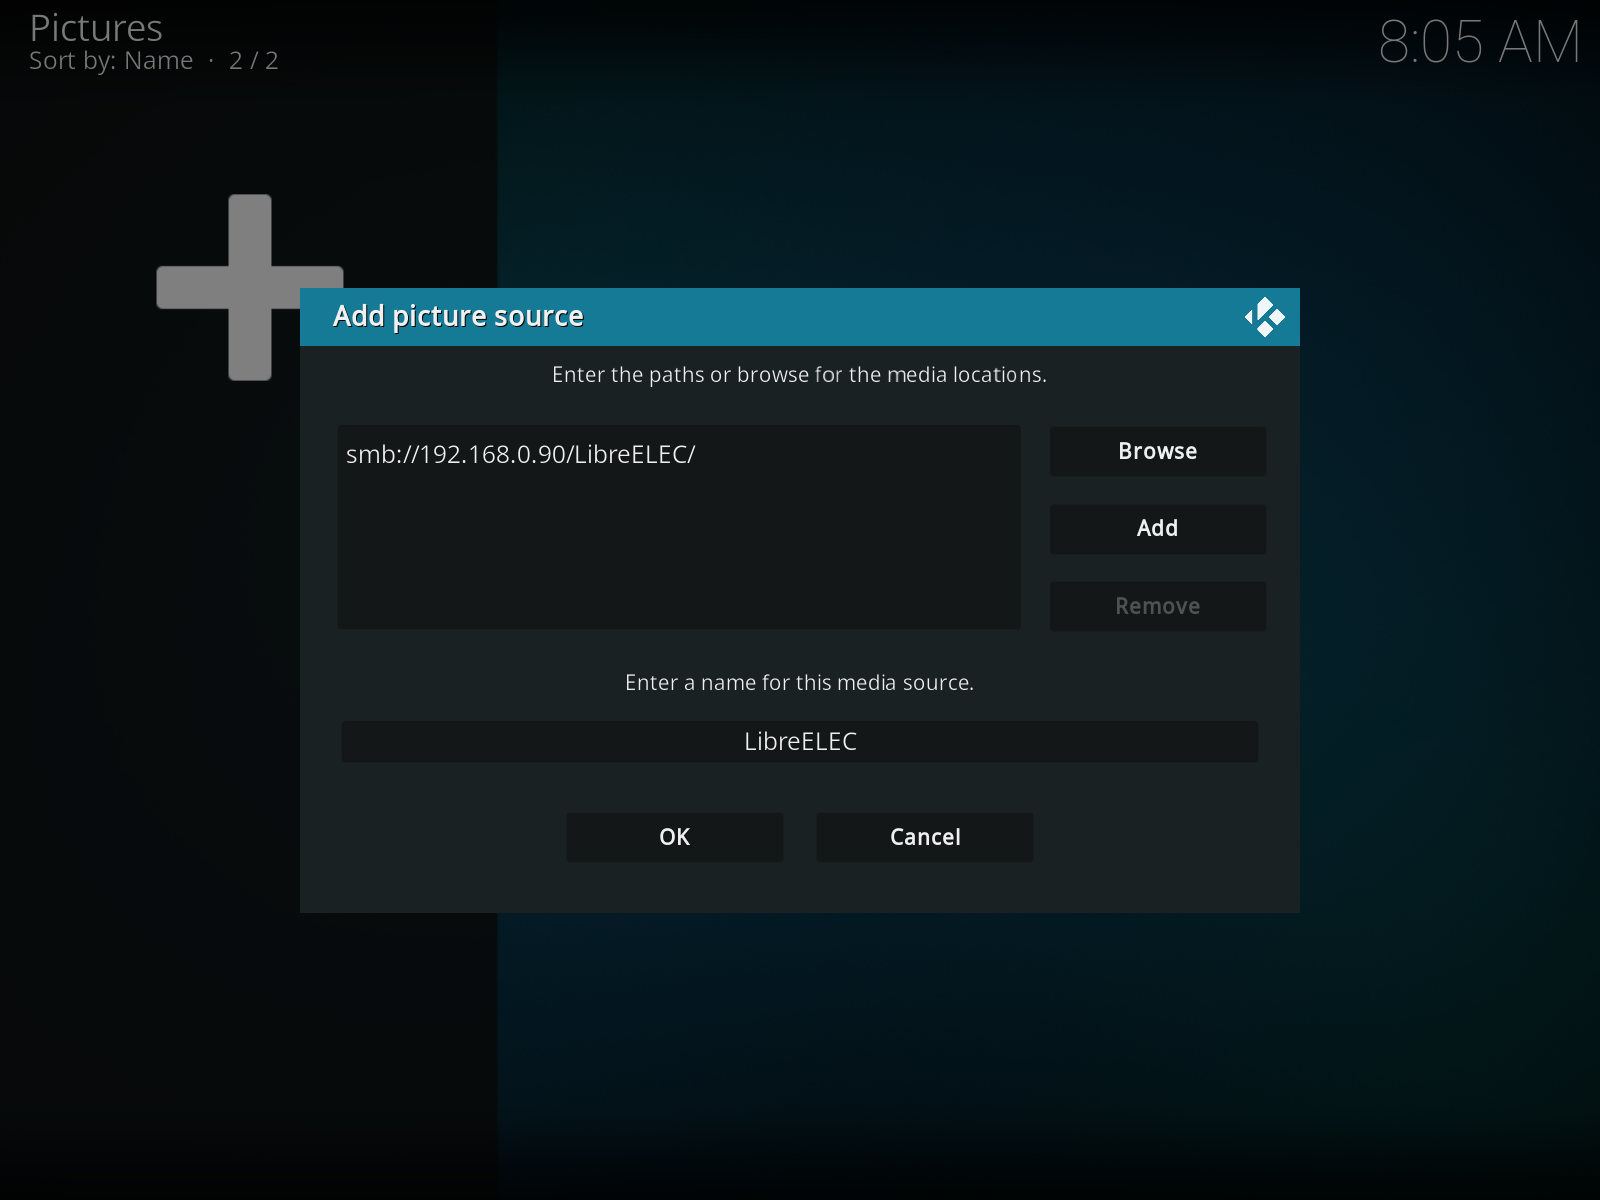 Pictures
Sort by: Name · 2 / 2
8:05 AM
Add picture source
Enter the paths or browse for the media locations.
smb://192.168.0.90/LibreELEC/
Browse
Add
Remove
Enter a name for this media source.
LibreELEC
OK
Cancel